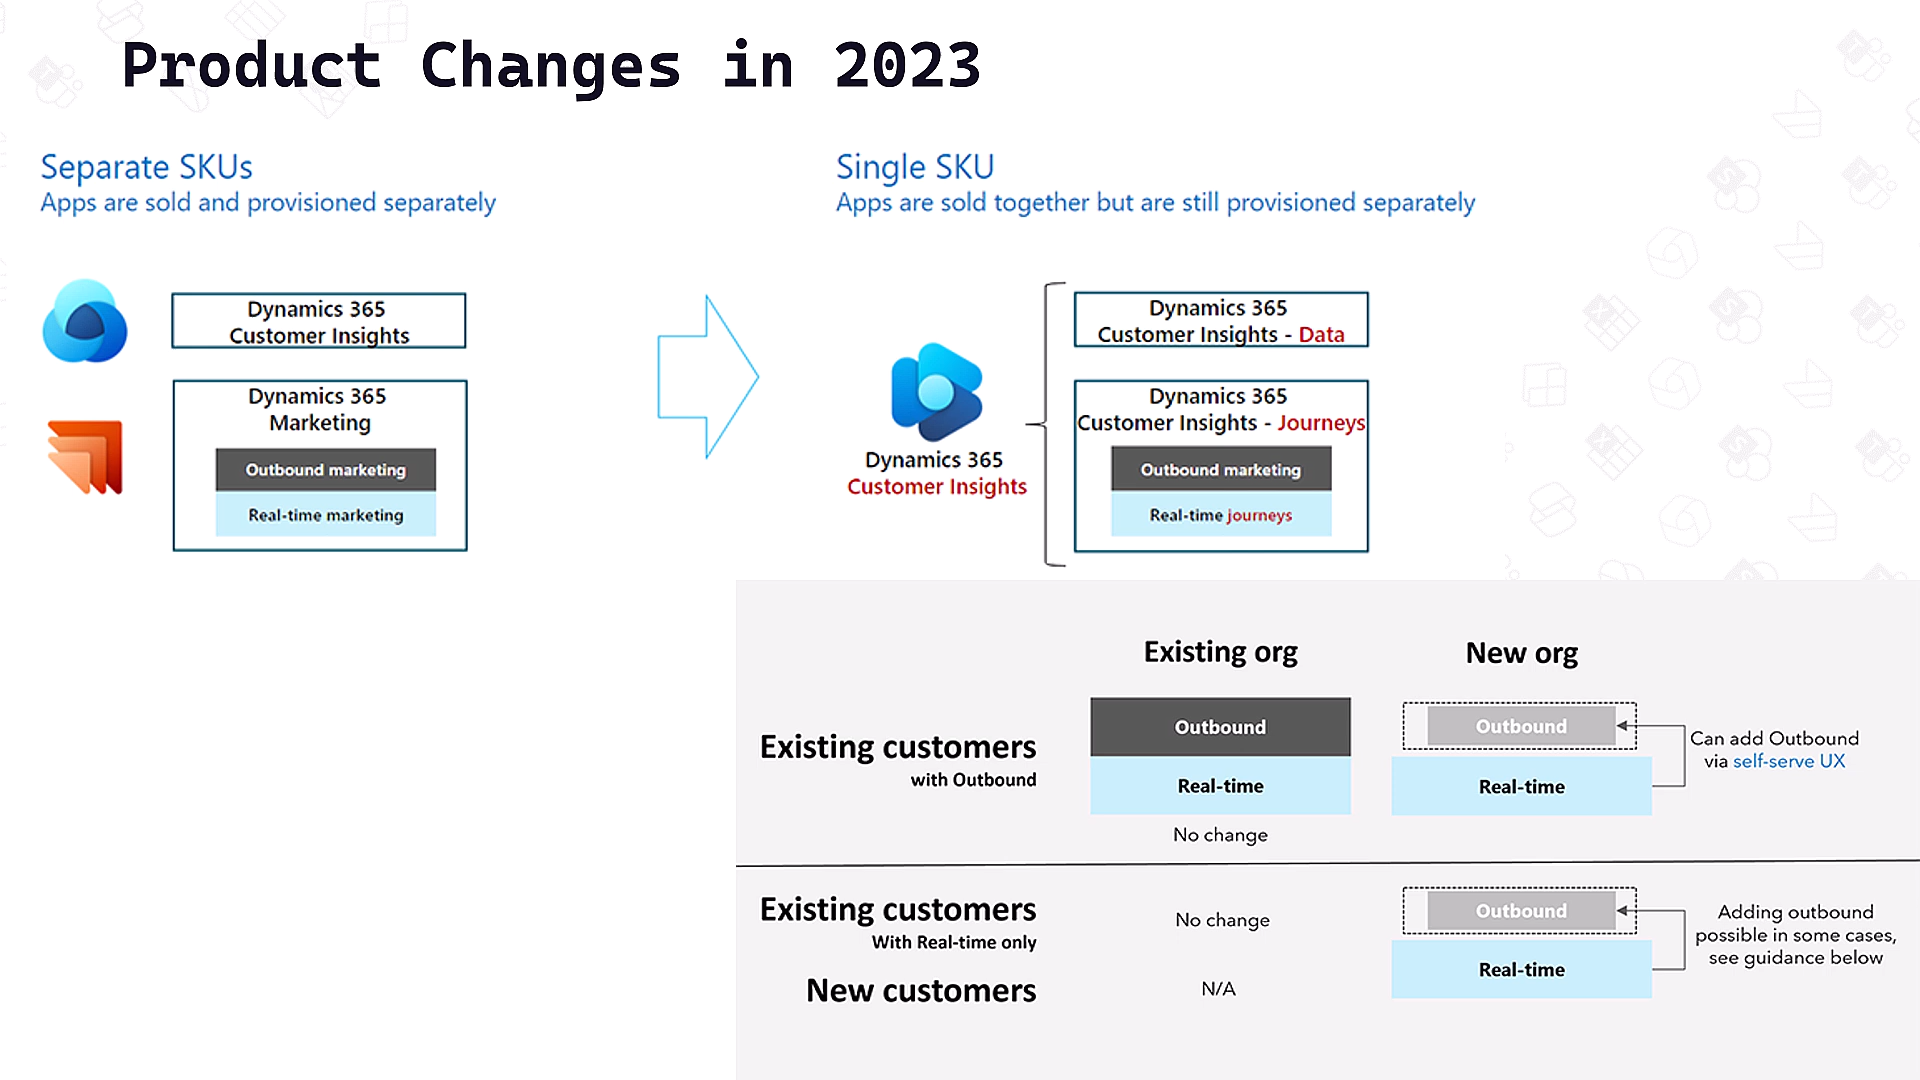 Product Changes in 2023
Separate SKUs
Apps are sold and provisioned separately
Dynamics 365
Customer Insights
Dynamics 365
Marketing
Outbound marketing
Real-time marketing
Single SKU
Apps are sold together but are still provisioned separately
Dynamics 365
Customer Insights
Dynamics 365
Customer Insights - Data
Dynamics 365
Customer Insights - Journeys
Outbound marketing
Real-time journeys
Existing org
New org
Existing customers
with Outbound
Outbound
Real-time
No change
Outbound
Real-time
Can add Outbound
via self-serve UX
Existing customers
With Real-time only
No change
New customers
N/A
Outbound
Real-time
Adding outbound
possible in some cases,
see guidance below